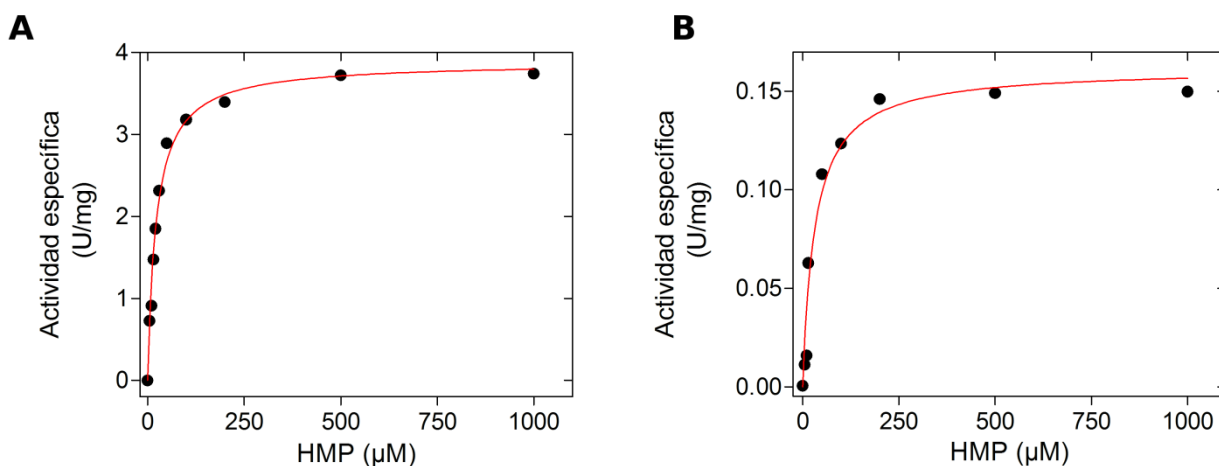 A
Actividad específica
(U/mg)
4
3
2
1
0
0 250 500 750 1000
HMP (µM)
B
Actividad específica
(U/mg)
0.15
0.10
0.05
0.00
0 250 500 750 1000
HMP (µM)